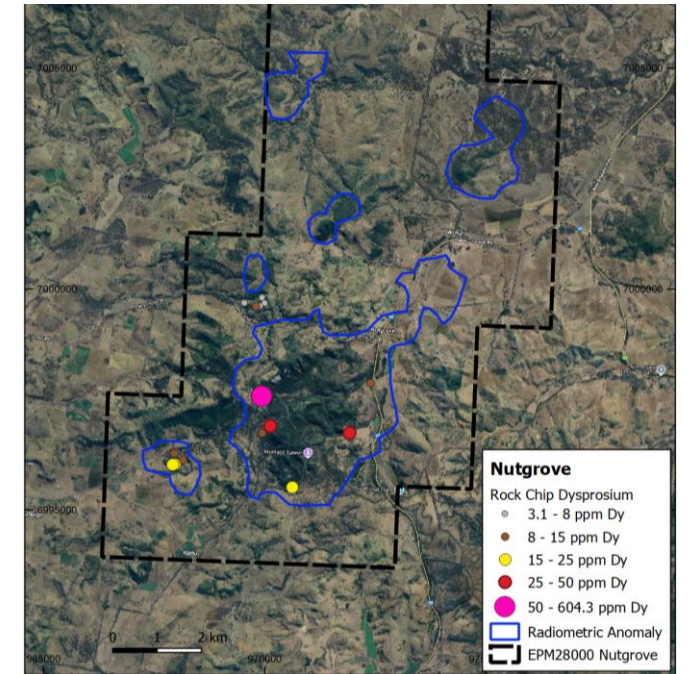 7005000
7005000
7000000
7000000
6995000
0 1 2 km
965000
970000
Nutgrove
Rock Chip Dysprosium
3.1 - 8 ppm Dy
8 - 15 ppm Dy
15 - 25 ppm Dy
25 - 50 ppm Dy
50 - 604.3 ppm Dy
Radiometric Anomaly
EPM28000 Nutgrove